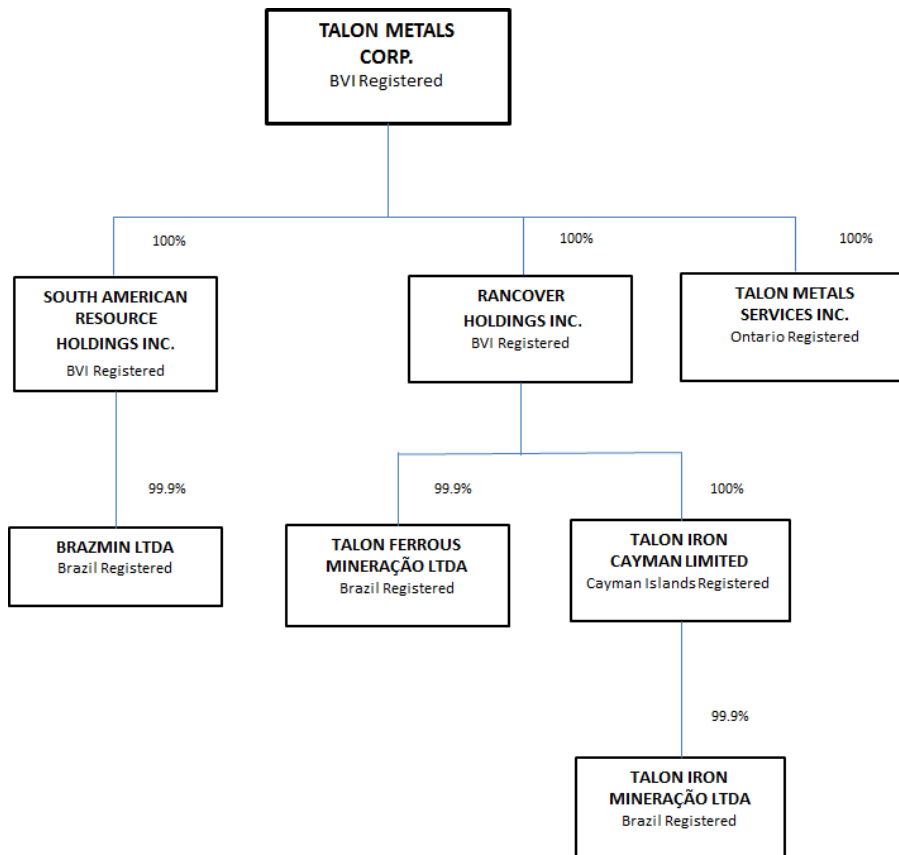 TALON METALS
CORP.
BVI Registered
100%
100%
100%
SOUTH AMERICAN
RESOURCE
HOLDINGS INC.
BVI Registered
RANCOVER
HOLDINGS INC.
BVI Registered
TALON METALS
SERVICES INC.
Ontario Registered
99.9%
99.9%
100%
BRAZMIN LTDA
Brazil Registered
TALON FERROUS
MINERAÇÃO LTDA
Brazil Registered
TALON IRON
CAYMAN LIMITED
Cayman Islands Registered
99.9%
TALON IRON
MINERAÇÃO LTDA
Brazil Registered